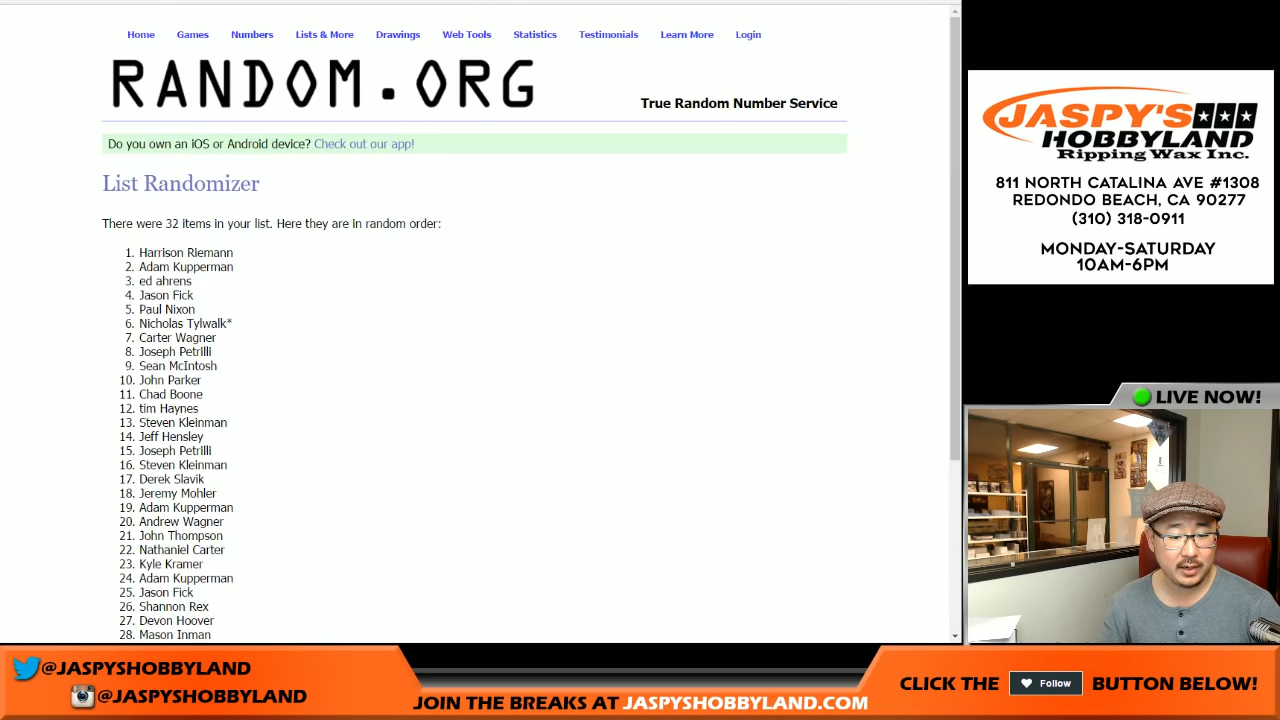 Home Games Numbers Lists & More Drawings Web Tools Statistics Testimonials Learn More Login
RANDOM.ORG
True Random Number Service
Do you own an iOS or Android device? Check out our app!
List Randomizer
There were 32 items in your list. Here they are in random order:
1. Harrison Riemann
2. Adam Kupperman
3. ed ahrens
4. Jason Fick
5. Paul Nixon
6. Nicholas Tylwalk*
7. Carter Wagner
8. Joseph Petrilli
9. Sean McIntosh
10. John Parker
11. Chad Boone
12. tim Haynes
13. Steven Kleinman
14. Jeff Hensley
15. Joseph Petrilli
16. Steven Kleinman
17. Derek Slavik
18. Jeremy Mohler
19. Adam Kupperman
20. Andrew Wagner
21. John Thompson
22. Nathaniel Carter
23. Kyle Kramer
24. Adam Kupperman
25. Jason Fick
26. Shannon Rex
27. Devon Hoover
28. Mason Inman
JASPY'S
HOBBYLAND
Ripping Wax Inc.
811 NORTH CATALINA AVE #1308
REDONDO BEACH, CA 90277
(310) 318-0911
MONDAY-SATURDAY
10AM-6PM
LIVE NOW!
@JASPYSHOBBYLAND
@JASPYSHOBBYLAND
JOIN THE BREAKS AT JASPYSHOBBYLAND.COM
CLICK THE Follow BUTTON BELOW!